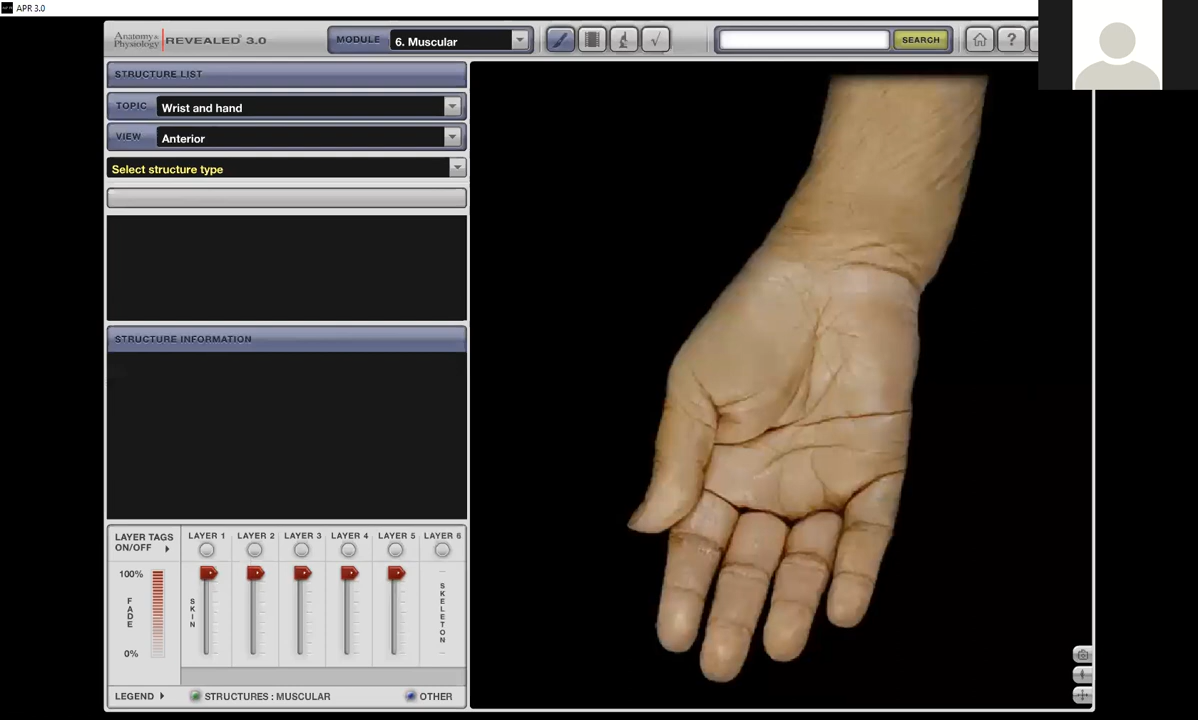 APR 3.0
Anatomy & Physiology REVEALED® 3.0
MODULE 6. Muscular
SEARCH
?
STRUCTURE LIST
TOPIC Wrist and hand
VIEW Anterior
Select structure type
STRUCTURE INFORMATION
LAYER TAGS ON/OFF
LAYER 1 LAYER 2 LAYER 3 LAYER 4 LAYER 5 LAYER 6
100%
FADE
0%
SKIN
SKELETON
LEGEND STRUCTURES : MUSCULAR OTHER